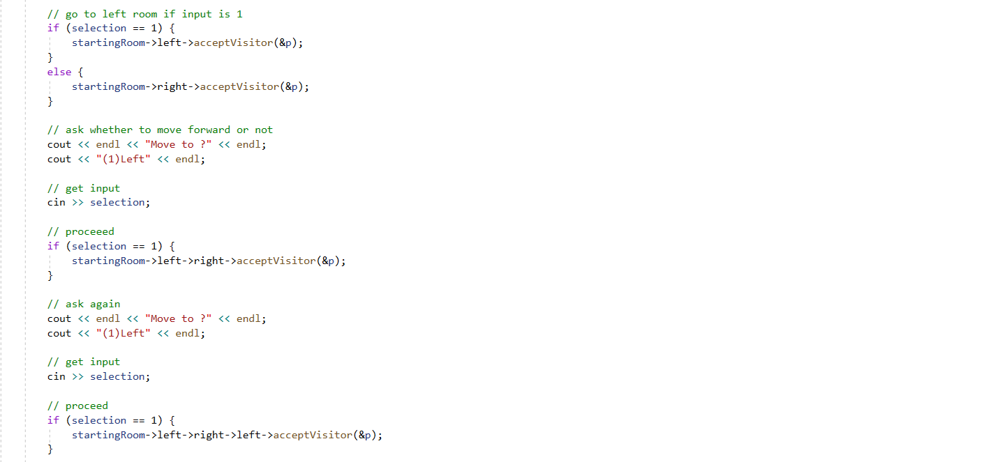 // go to left room if input is 1
if (selection == 1) {
startingRoom->left->acceptVisitor(&p);
}
else {
startingRoom->right->acceptVisitor(&p);
}
// ask whether to move forward or not
cout << endl << "Move to ?" << endl;
cout << "(1)Left" << endl;
// get input
cin >> selection;
// proceeed
if (selection == 1) {
startingRoom->left->right->acceptVisitor(&p);
}
// ask again
cout << endl << "Move to ?" << endl;
cout << "(1)Left" << endl;
// get input
cin >> selection;
// proceed
if (selection == 1) {
startingRoom->left->right->left->acceptVisitor(&p);
}